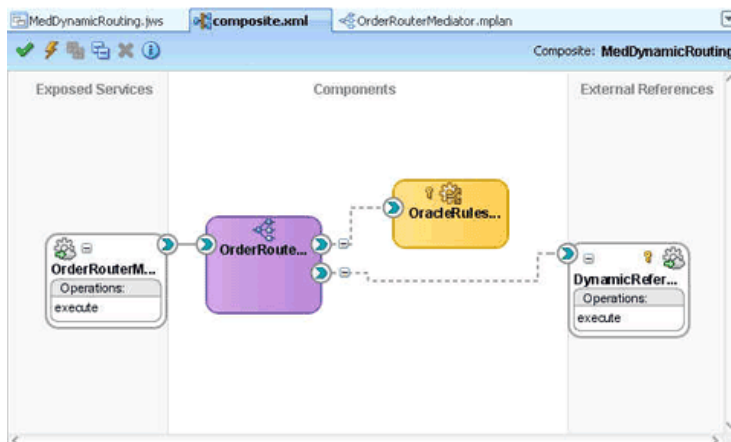 MedDynamicRouting.jws
composite.xml
OrderRouterMediator.mplan
Composite: MedDynamicRouting
Exposed Services
Components
External References
OracleRules...
OrderRouterM...
Operations:
execute
OrderRoute...
DynamicRefer...
Operations:
execute